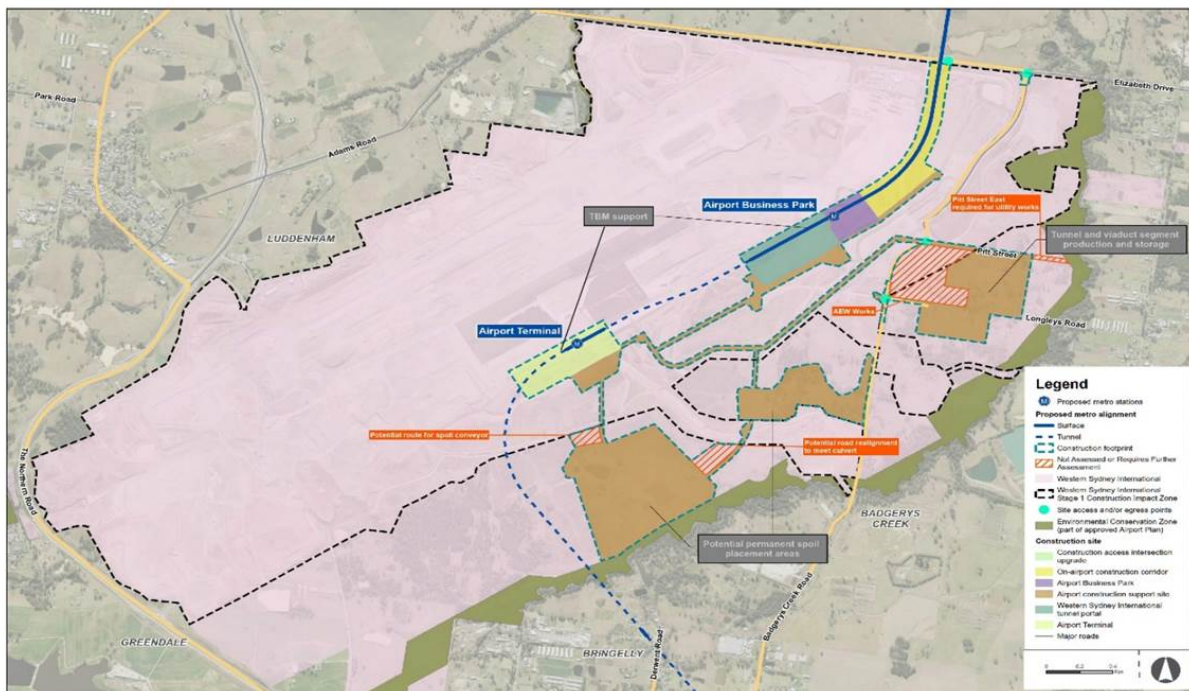 Park Road
Adams Road
LUDDENHAM
Elizabeth Drive
Airport Business Park
TBM support
Pitt Street East
required for utility works
Tunnel and viaduct segment
production and storage
Pitt Street
Longleys Road
AEW Works
Airport Terminal
Potential route for spoil conveyor
Potential road realignment
to meet culvert
Potential permanent spoil
placement areas
BADGERYS
CREEK
The Northern Road
GREENDALE
BRINGELLY
Derwent Road
Badgerys Creek Road
Legend
M Proposed metro stations
Proposed metro alignment
Surface
Tunnel
Construction footprint
Not Assessed or Requires Further
Assessment
Western Sydney International
Western Sydney International
Stage 1 Construction Impact Zone
Site access and/or egress points
Environmental Conservation Zone
(part of approved Airport Plan)
Construction site
Construction access intersection
upgrade
On-airport construction corridor
Airport Business Park
Airport construction support site
Western Sydney International
tunnel portal
Airport Terminal
Major roads
0